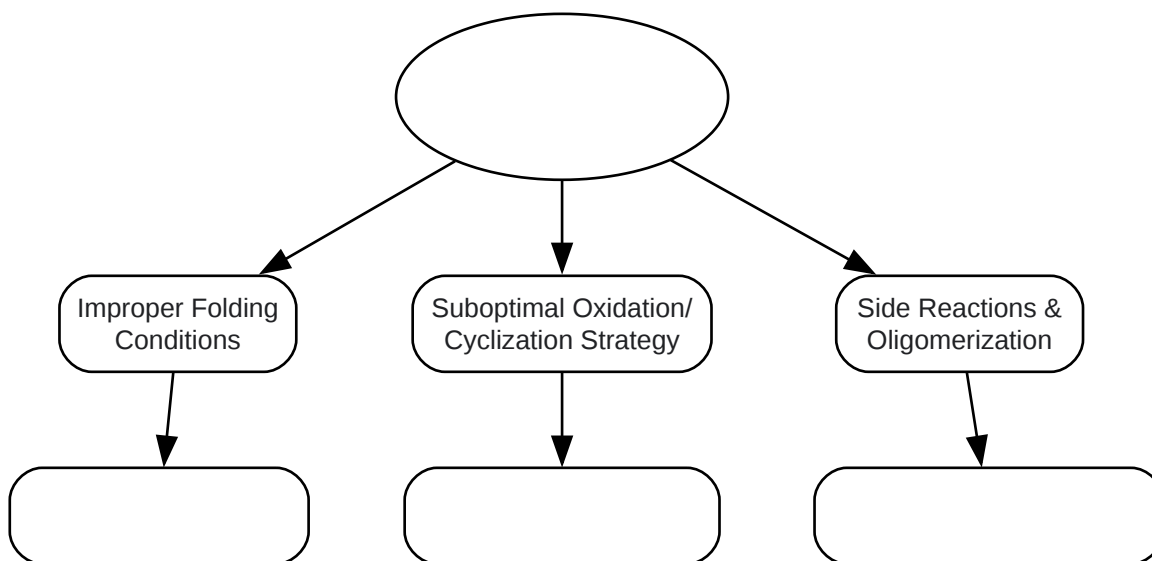 Improper Folding
Conditions
Suboptimal Oxidation/
Cyclization Strategy
Side Reactions &
Oligomerization